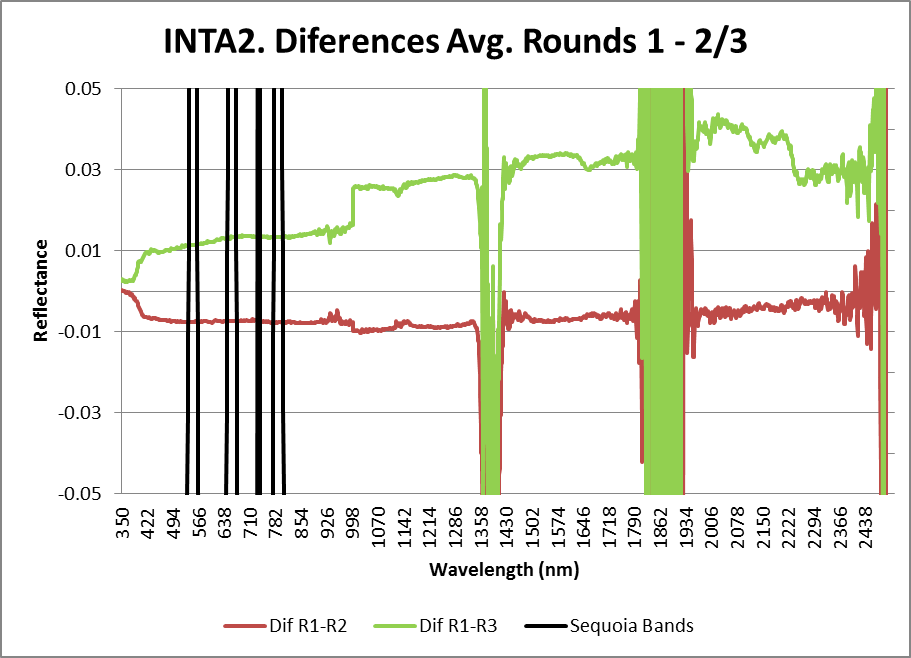 INTA2. Diferences Avg. Rounds 1 - 2/3
0.05
0.03
0.01
-0.01
-0.03
-0.05
Reflectance
350 422 494 566 638 710 782 854 926 998 1070 1142 1214 1286 1358 1430 1502 1574 1646 1718 1790 1862 1934 2006 2078 2150 2222 2294 2366 2438
Wavelength (nm)
Dif R1-R2 Dif R1-R3 Sequoia Bands